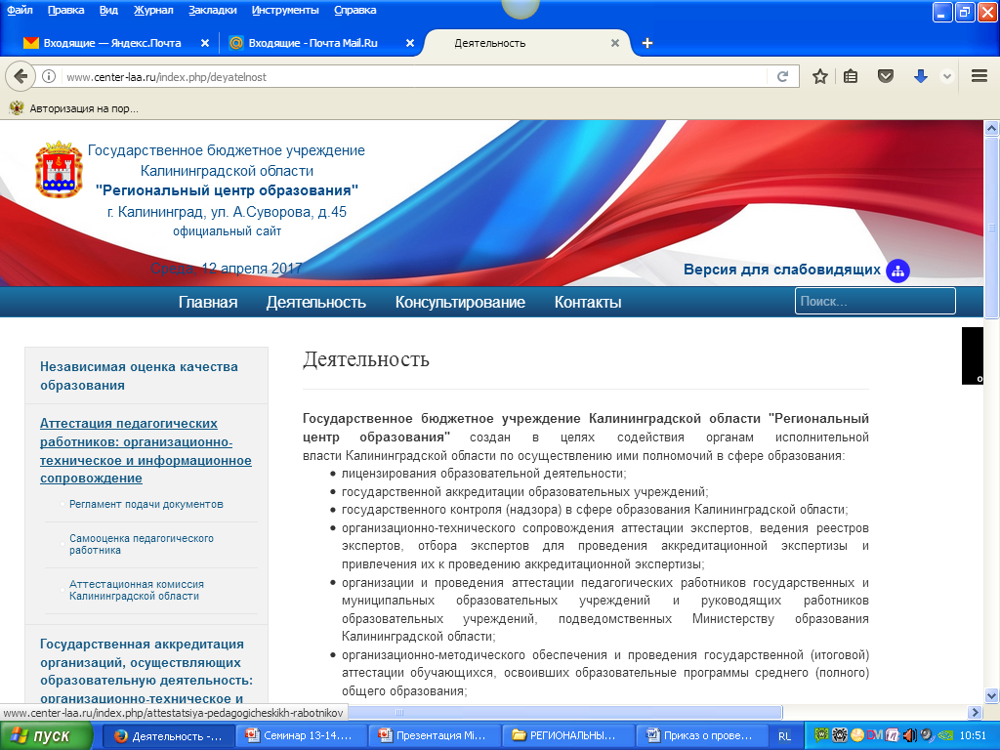 Файл Правка Вид Журнал Закладки Инструменты Справка
Входящие — Яндекс.Почта
Входящие - Почта Mail.Ru
Деятельность
www.center-laa.ru/index.php/deyatelnost
Авторизация на пор...
Государственное бюджетное учреждение
Калининградской области
"Региональный центр образования"
г. Калининград, ул. А.Суворова, д.45
официальный сайт
Среда, 12 апреля 2017
Версия для слабовидящих
Главная Деятельность Консультирование Контакты
Поиск...
Независимая оценка качества
образования
Аттестация педагогических
работников: организационно-
техническое и информационное
сопровождение
Регламент подачи документов
Самооценка педагогического
работника
Аттестационная комиссия
Калининградской области
Государственная аккредитация
организаций, осуществляющих
образовательную деятельность:
организационно-техническое и
Деятельность
Государственное бюджетное учреждение Калининградской области "Региональный
центр образования" создан в целях содействия органам исполнительной
власти Калининградской области по осуществлению ими полномочий в сфере образования:
лицензирования образовательной деятельности;
государственной аккредитации образовательных учреждений;
государственного контроля (надзора) в сфере образования Калининградской области;
организационно-технического сопровождения аттестации экспертов, ведения реестров
экспертов, отбора экспертов для проведения аккредитационной экспертизы и
привлечения их к проведению аккредитационной экспертизы;
организации и проведения аттестации педагогических работников государственных и
муниципальных образовательных учреждений и руководящих работников
образовательных учреждений, подведомственных Министерству образования
Калининградской области;
организационно-методического обеспечения и проведения государственной (итоговой)
аттестации обучающихся, освоивших образовательные программы среднего (полного)
общего образования;
www.center-laa.ru/index.php/attestatsiya-pedagogicheskikh-rabotnikov
пуск
Деятельность -...
Семинар 13-14....
Презентация Mi...
РЕГИОНАЛЬНЫ...
Приказ о прове...
RL
10:51